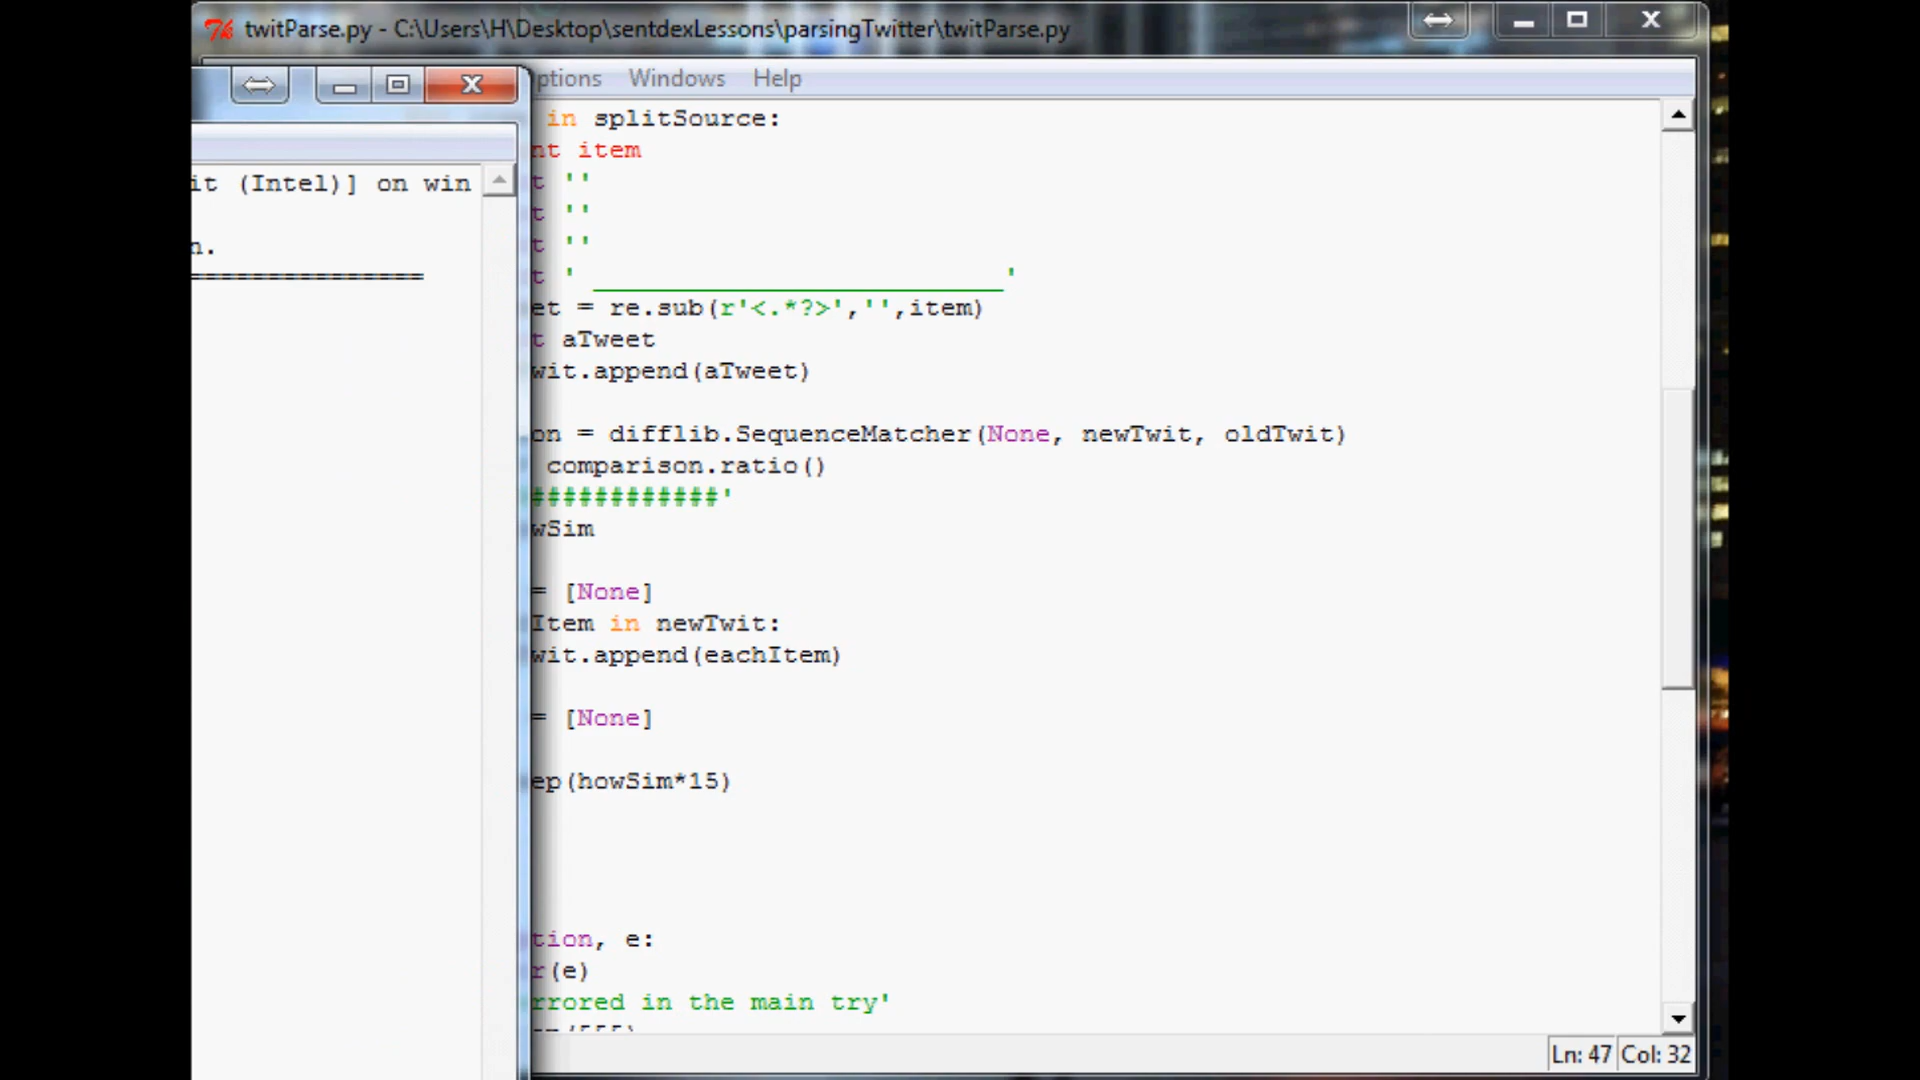 twitParse.py - C:\Users\H\Desktop\sentdexLessons\parsingTwitter\twitParse.py
ptions Windows Help
in splitSource:
nt item
t ''
t ''
t ''
t ' __________________________'
et = re.sub(r'<.*?>','',item)
t aTweet
wit.append(aTweet)
on = difflib.SequenceMatcher(None, newTwit, oldTwit)
comparison.ratio()
############'
wSim
= [None]
Item in newTwit:
wit.append(eachItem)
= [None]
ep(howSim*15)
tion, e:
r(e)
rrored in the main try'
it (Intel)] on win
n.
===============
Ln: 47 Col: 32